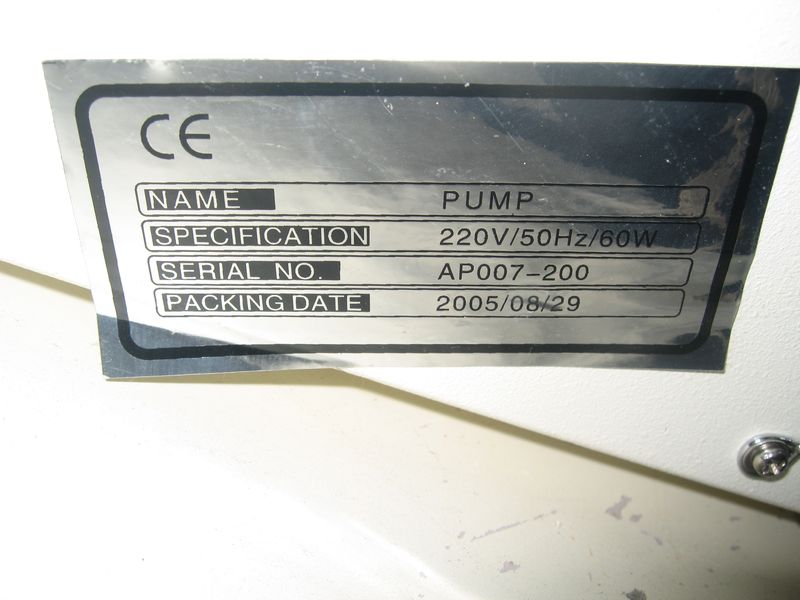 CE
NAME PUMP
SPECIFICATION 220V/50Hz/60W
SERIAL NO. AP007-200
PACKING DATE 2005/08/29